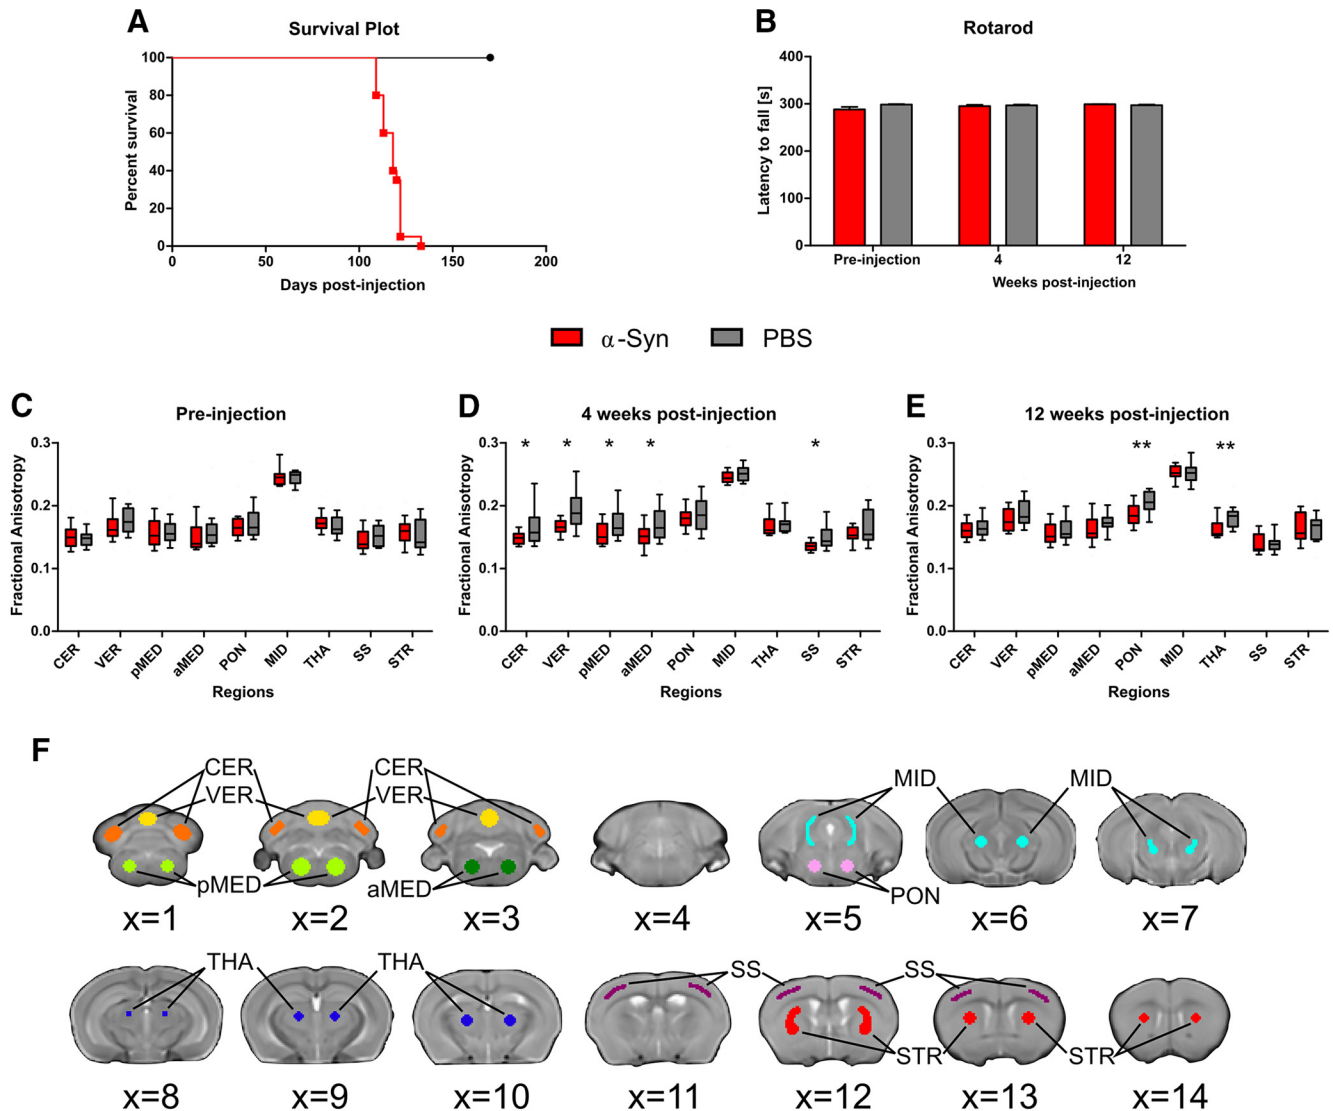 A
Survival Plot
Percent survival
100
80
60
40
20
0
0 50 100 150 200
Days post-injection
B
Rotarod
Latency to fall [s]
400
300
200
100
0
Pre-injection 4 12
Weeks post-injection
α-Syn PBS
C
Pre-injection
Fractional Anisotropy
0.3
0.2
0.1
0.0
CER VER pMED aMED PON MID THA SS STR
Regions
D
4 weeks post-injection
* * * * *
Fractional Anisotropy
0.3
0.2
0.1
0.0
CER VER pMED aMED PON MID THA SS STR
Regions
E
12 weeks post-injection
** **
Fractional Anisotropy
0.3
0.2
0.1
0.0
CER VER pMED aMED PON MID THA SS STR
Regions
F
CER CER
VER VER
MID MID
pMED aMED
PON
x=1 x=2 x=3 x=4 x=5 x=6 x=7
THA THA SS SS
STR STR
x=8 x=9 x=10 x=11 x=12 x=13 x=14